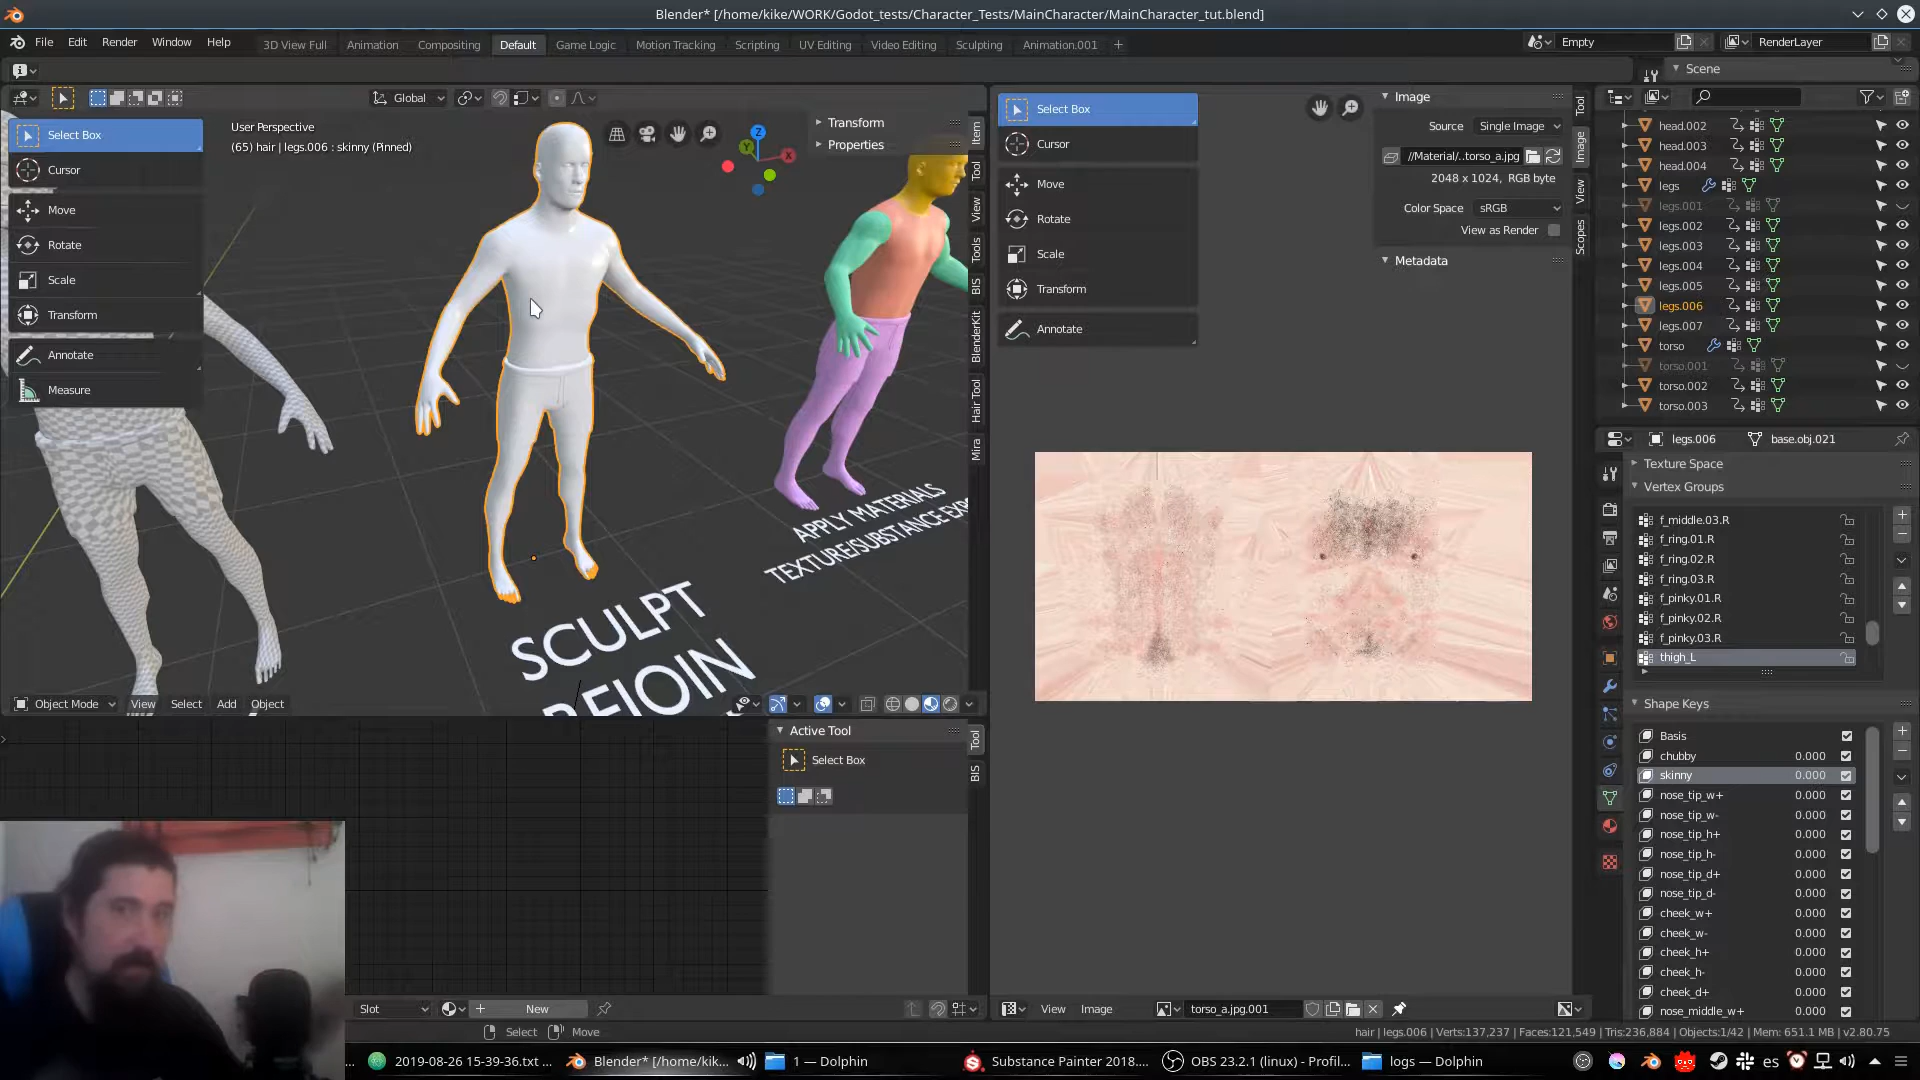 Blender* [/home/kike/WORK/Godot_tests/Character_Tests/MainCharacter/MainCharacter_tut.blend]
File Edit Render Window Help
3D View Full Animation Compositing Default Game Logic Motion Tracking Scripting UV Editing Video Editing Sculpting Animation.001 +
Empty
RenderLayer
Scene
Global
Select Box
Cursor
Move
Rotate
Scale
Transform
Annotate
Measure
User Perspective
(65) hair | legs.006 : skinny (Pinned)
Transform
Properties
Item
Tool
View
Tools
BIS
BlenderKit
Hair Tool
Mira
X
Y
Z
SCULPT
REJOIN
APPLY MATERIALS
Object Mode View Select Add Object
Select Box
Cursor
Move
Rotate
Scale
Transform
Annotate
Image
Source Single Image
//Material/..torso_a.jpg
2048 x 1024, RGB byte
Color Space sRGB
View as Render
Metadata
Tool
Image
View
Scopes
head.002
head.003
head.004
legs
legs.001
legs.002
legs.003
legs.004
legs.005
legs.006
legs.007
torso
torso.001
torso.002
torso.003
legs.006 base.obj.021
Texture Space
Vertex Groups
f_middle.03.R
f_ring.01.R
f_ring.02.R
f_ring.03.R
f_pinky.01.R
f_pinky.02.R
f_pinky.03.R
thigh_L
Shape Keys
Basis
chubby 0.000
skinny 0.000
nose_tip_w+ 0.000
nose_tip_w- 0.000
nose_tip_h+ 0.000
nose_tip_h- 0.000
nose_tip_d+ 0.000
nose_tip_d- 0.000
cheek_w+ 0.000
cheek_w- 0.000
cheek_h+ 0.000
cheek_h- 0.000
cheek_d+ 0.000
nose_middle_w+ 0.000
Active Tool
Select Box
Tool
BIS
Slot
New
View Image
torso_a.jpg.001
Select Move
hair | legs.006 | Verts:137,237 | Faces:121,549 | Tris:236,884 | Objects:1/42 | Mem: 651.1 MB | v2.80.75
2019-08-26 15-39-36.txt ...
Blender* [/home/kik...
1 — Dolphin
Substance Painter 2018....
OBS 23.2.1 (linux) - Profil...
logs — Dolphin
es